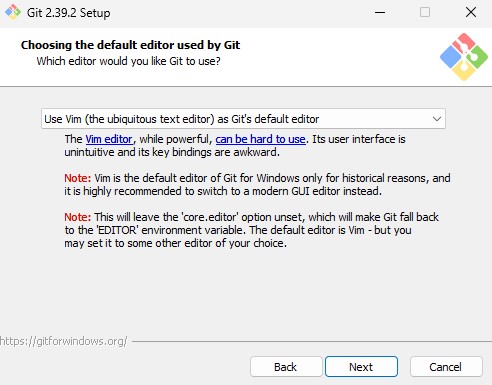 Git 2.39.2 Setup
Choosing the default editor used by Git
Which editor would you like Git to use?
Use Vim (the ubiquitous text editor) as Git's default editor
The Vim editor, while powerful, can be hard to use. Its user interface is
unintuitive and its key bindings are awkward.
Note: Vim is the default editor of Git for Windows only for historical reasons, and
it is highly recommended to switch to a modern GUI editor instead.
Note: This will leave the 'core.editor' option unset, which will make Git fall back
to the 'EDITOR' environment variable. The default editor is Vim - but you
may set it to some other editor of your choice.
https://gitforwindows.org/
Back
Next
Cancel